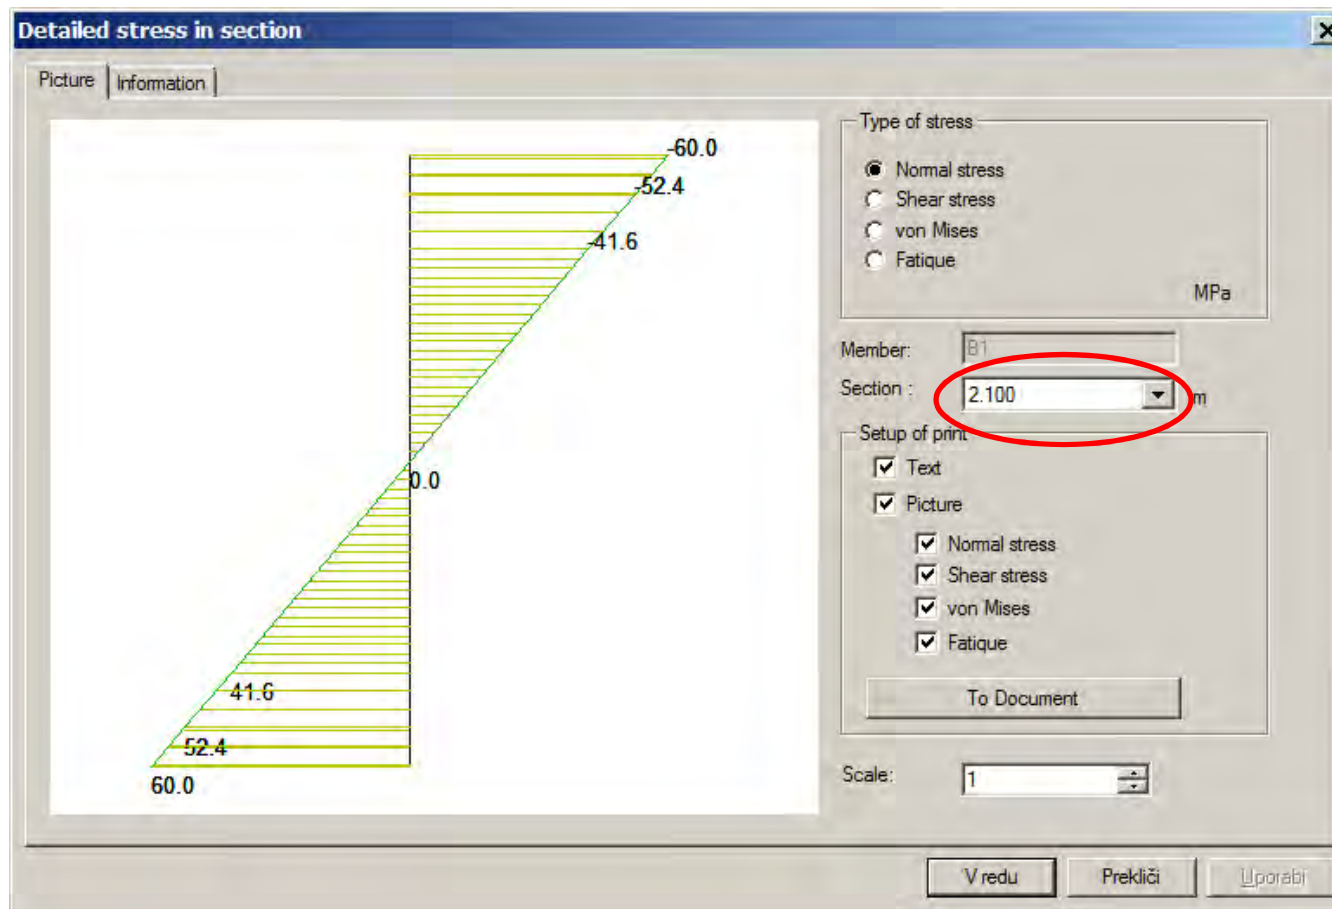 Detailed stress in section
Picture
Information
-60.0
-52.4
-41.6
0.0
41.6
52.4
60.0
Type of stress
Normal stress
Shear stress
von Mises
Fatique
MPa
Member:
B1
Section :
2.100
m
Setup of print
Text
Picture
Normal stress
Shear stress
von Mises
Fatique
To Document
Scale:
1
V redu
Prekliči
Uporabi